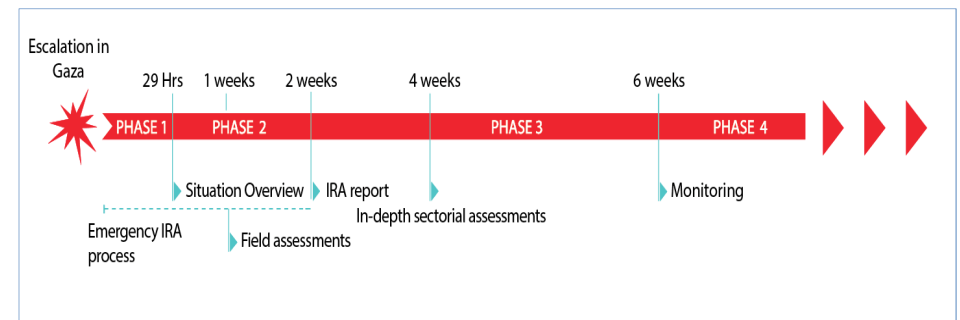 Escalation in
Gaza
29 Hrs
1 weeks
2 weeks
4 weeks
6 weeks
PHASE 1
PHASE 2
PHASE 3
PHASE 4
Situation Overview
IRA report
Monitoring
In-depth sectorial assessments
Emergency IRA
process
Field assessments